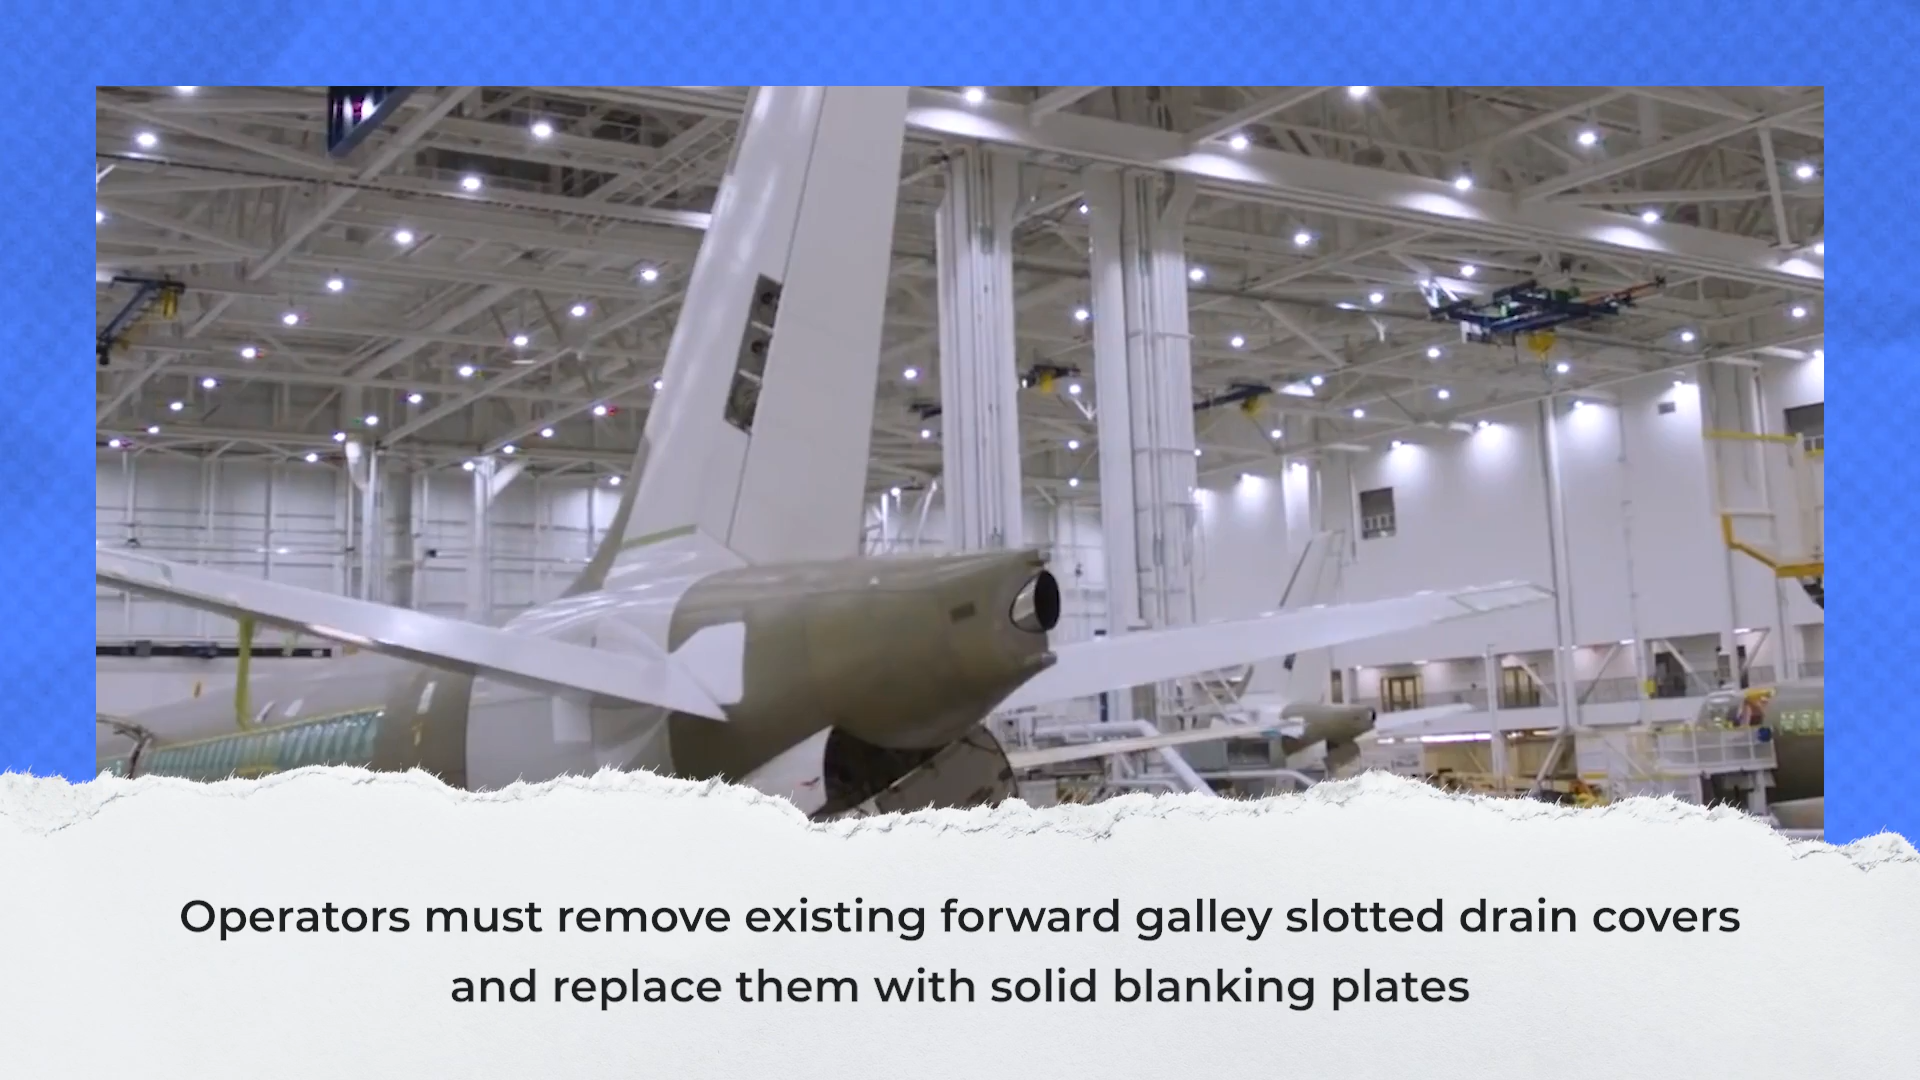 Operators must remove existing forward galley slotted drain covers
and replace them with solid blanking plates